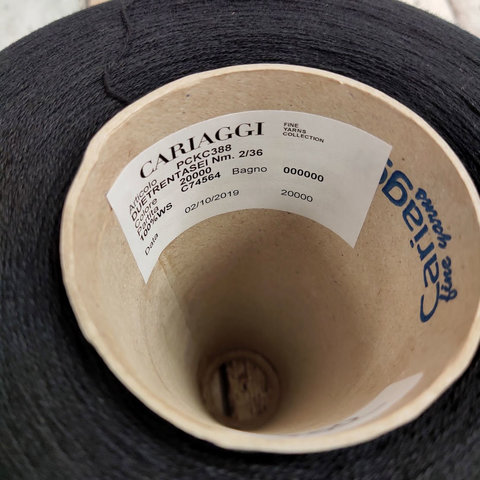 CARIAGGI
FINE
YARNS
COLLECTION
Articolo PCKC388
DUETRENTASEI Nm. 2/36
Colore 20000
Partita C74564 Bagno 000000
100%WS
Data 02/10/2019 20000
Cariagg
fine yarns